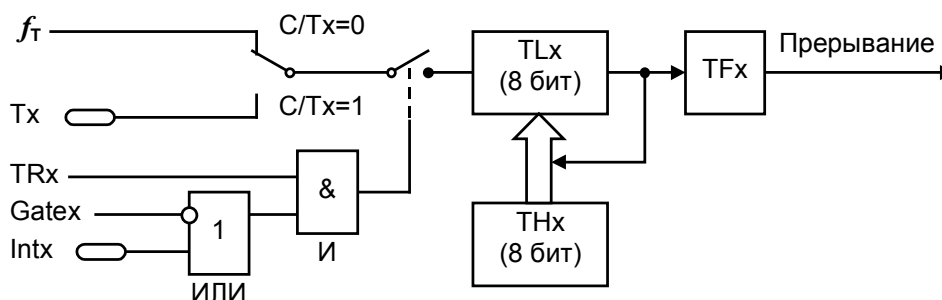 fт
C/Tx=0
Tx
C/Tx=1
TLx
(8 бит)
TFx
Прерывание
TRx
Gatex
Intx
1
ИЛИ
&
И
THx
(8 бит)